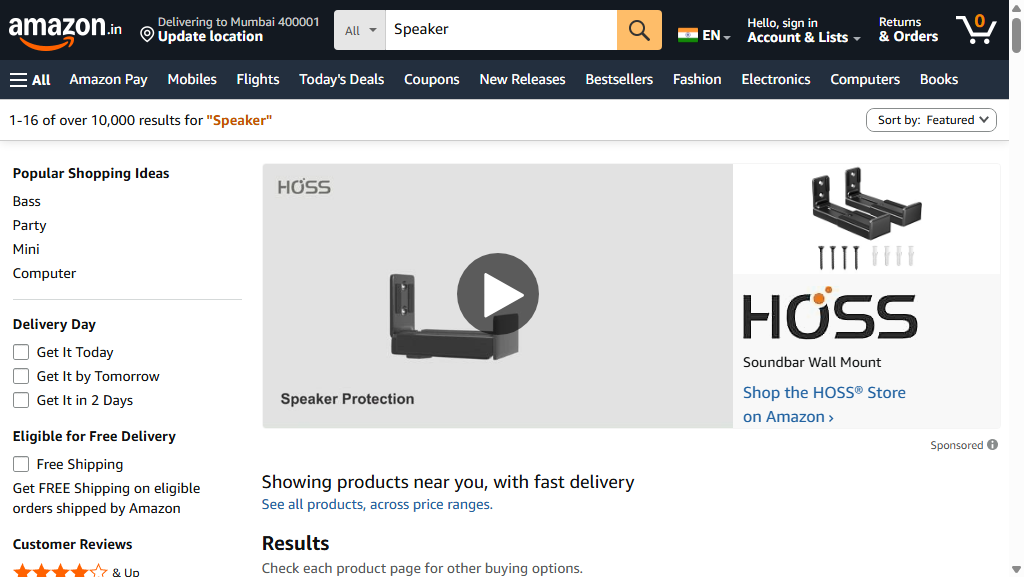 amazon.in
Delivering to Mumbai 400001
Update location
All
Speaker
EN
Hello, sign in
Account & Lists
Returns
& Orders
0
All
Amazon Pay
Mobiles
Flights
Today's Deals
Coupons
New Releases
Bestsellers
Fashion
Electronics
Computers
Books
1-16 of over 10,000 results for "Speaker"
Sort by: Featured
Popular Shopping Ideas
Bass
Party
Mini
Computer
Delivery Day
Get It Today
Get It by Tomorrow
Get It in 2 Days
Eligible for Free Delivery
Free Shipping
Get FREE Shipping on eligible
orders shipped by Amazon
Customer Reviews
& Up
HOSS
Speaker Protection
HOSS
Soundbar Wall Mount
Shop the HOSS® Store
on Amazon ›
Sponsored
Showing products near you, with fast delivery
See all products, across price ranges.
Results
Check each product page for other buying options.